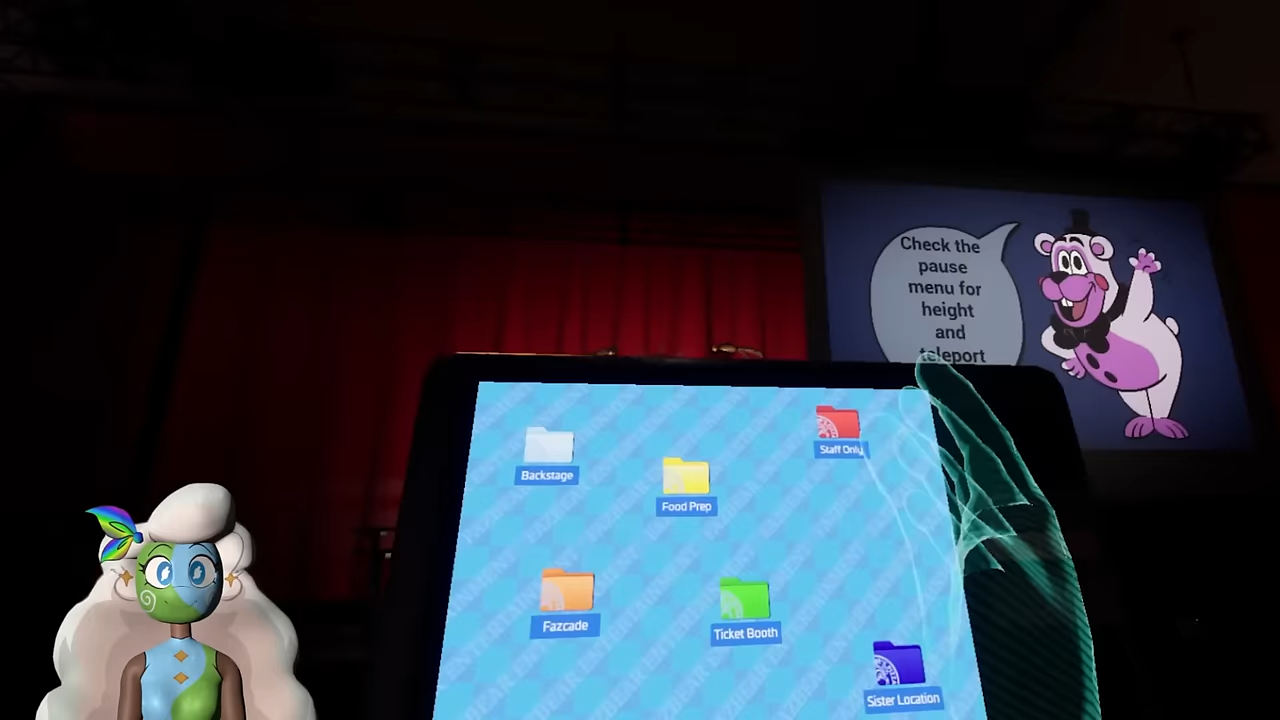 Check the
pause
menu for
height
and
teleport
Staff Only
Backstage
Food Prep
Fazcade
Ticket Booth
Sister Location